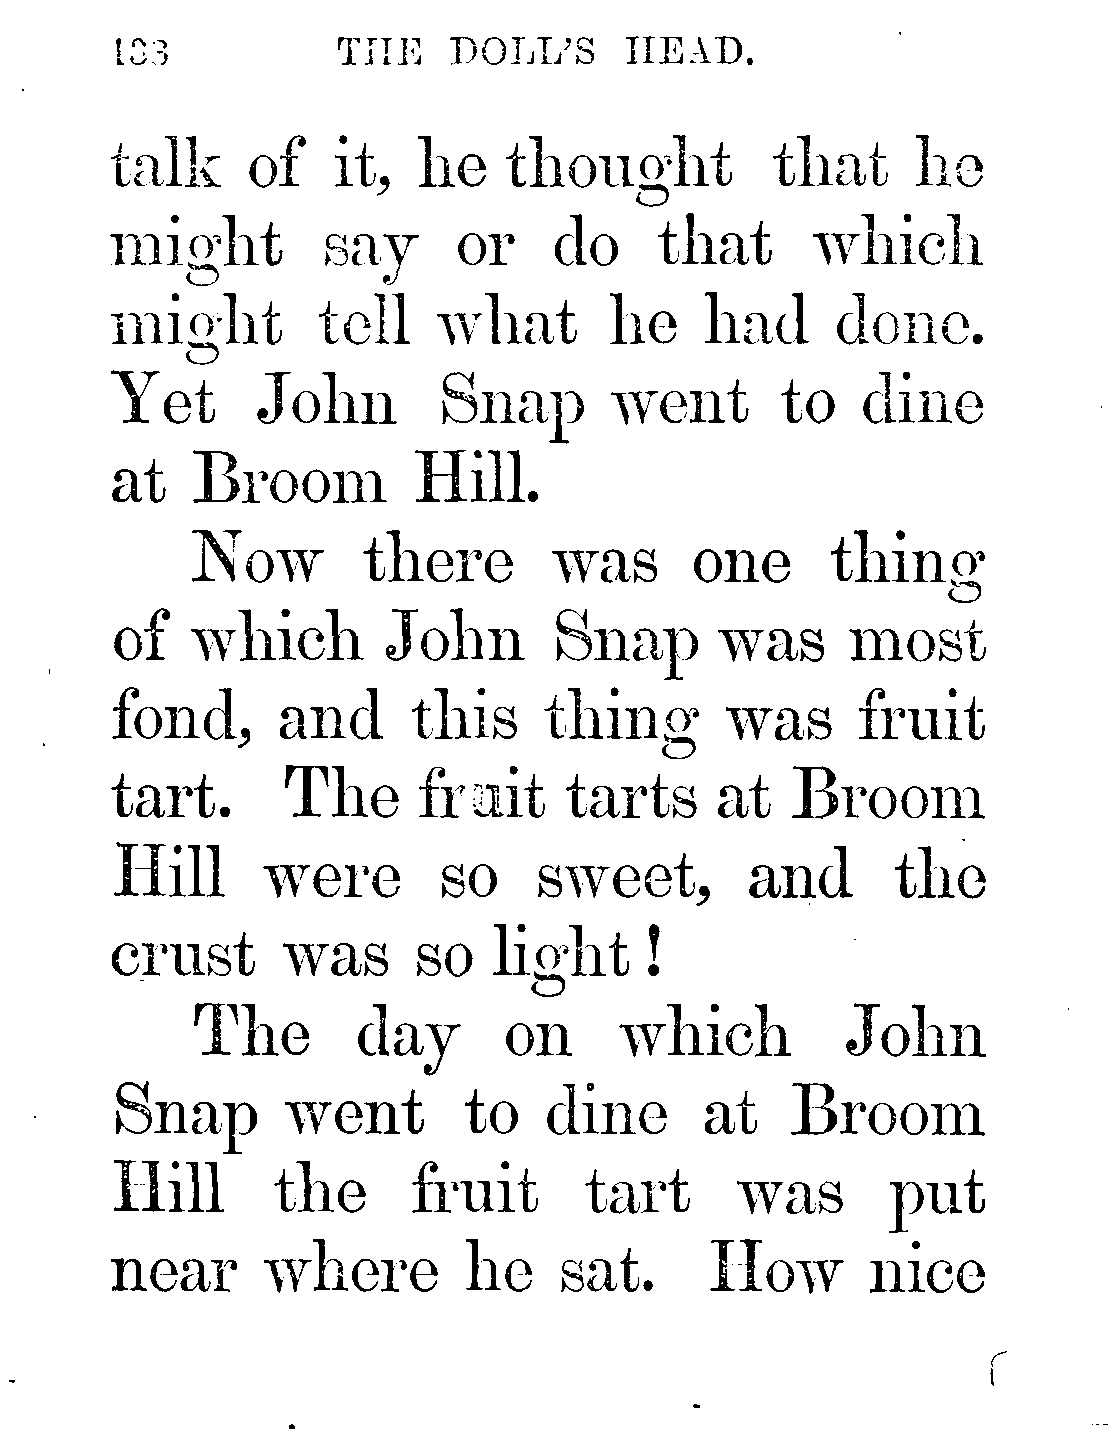 THE DOLL'S HEAD.
talk of it, he thought that he
might say or do that which
might tell what he had done.
Yet John Snap went to dine
at Broom Hill.
Now there was one thing
of which John Snap was most
fond, and this thing was fruit
tart. The fruit tarts at Broom
Hill were so sweet, and the
crust was so light!
The day on which John
Snap went to dine at Broom
Hill the fruit tart was put
near where he sat. How nice